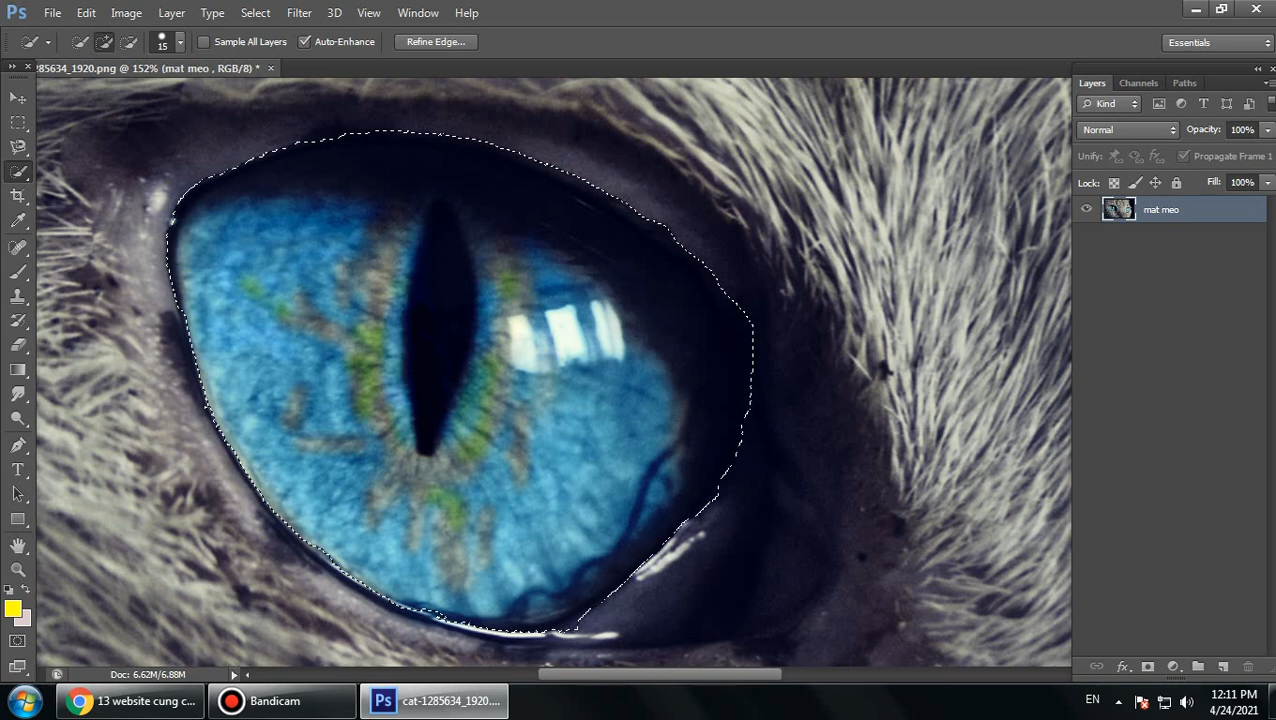 Ps File Edit Image Layer Type Select Filter 3D View Window Help
15 Sample All Layers Auto-Enhance Refine Edge... Essentials
285634_1920.png @ 152% (mat meo , RGB/8) * ×
Layers Channels Paths
Kind
Normal Opacity: 100%
Unify: Propagate Frame 1
Lock: Fill: 100%
mat meo
Doc: 6.62M/6.88M
13 website cung c... Bandicam Ps cat-1285634_1920.... EN 12:11 PM
4/24/2021